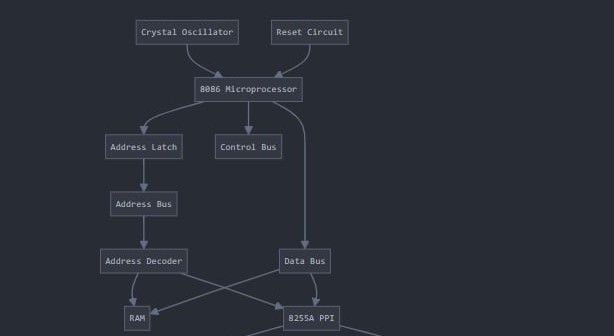 Crystal Oscillator
Reset Circuit
8086 Microprocessor
Address Latch
Control Bus
Address Bus
Address Decoder
Data Bus
RAM
8255A PPI